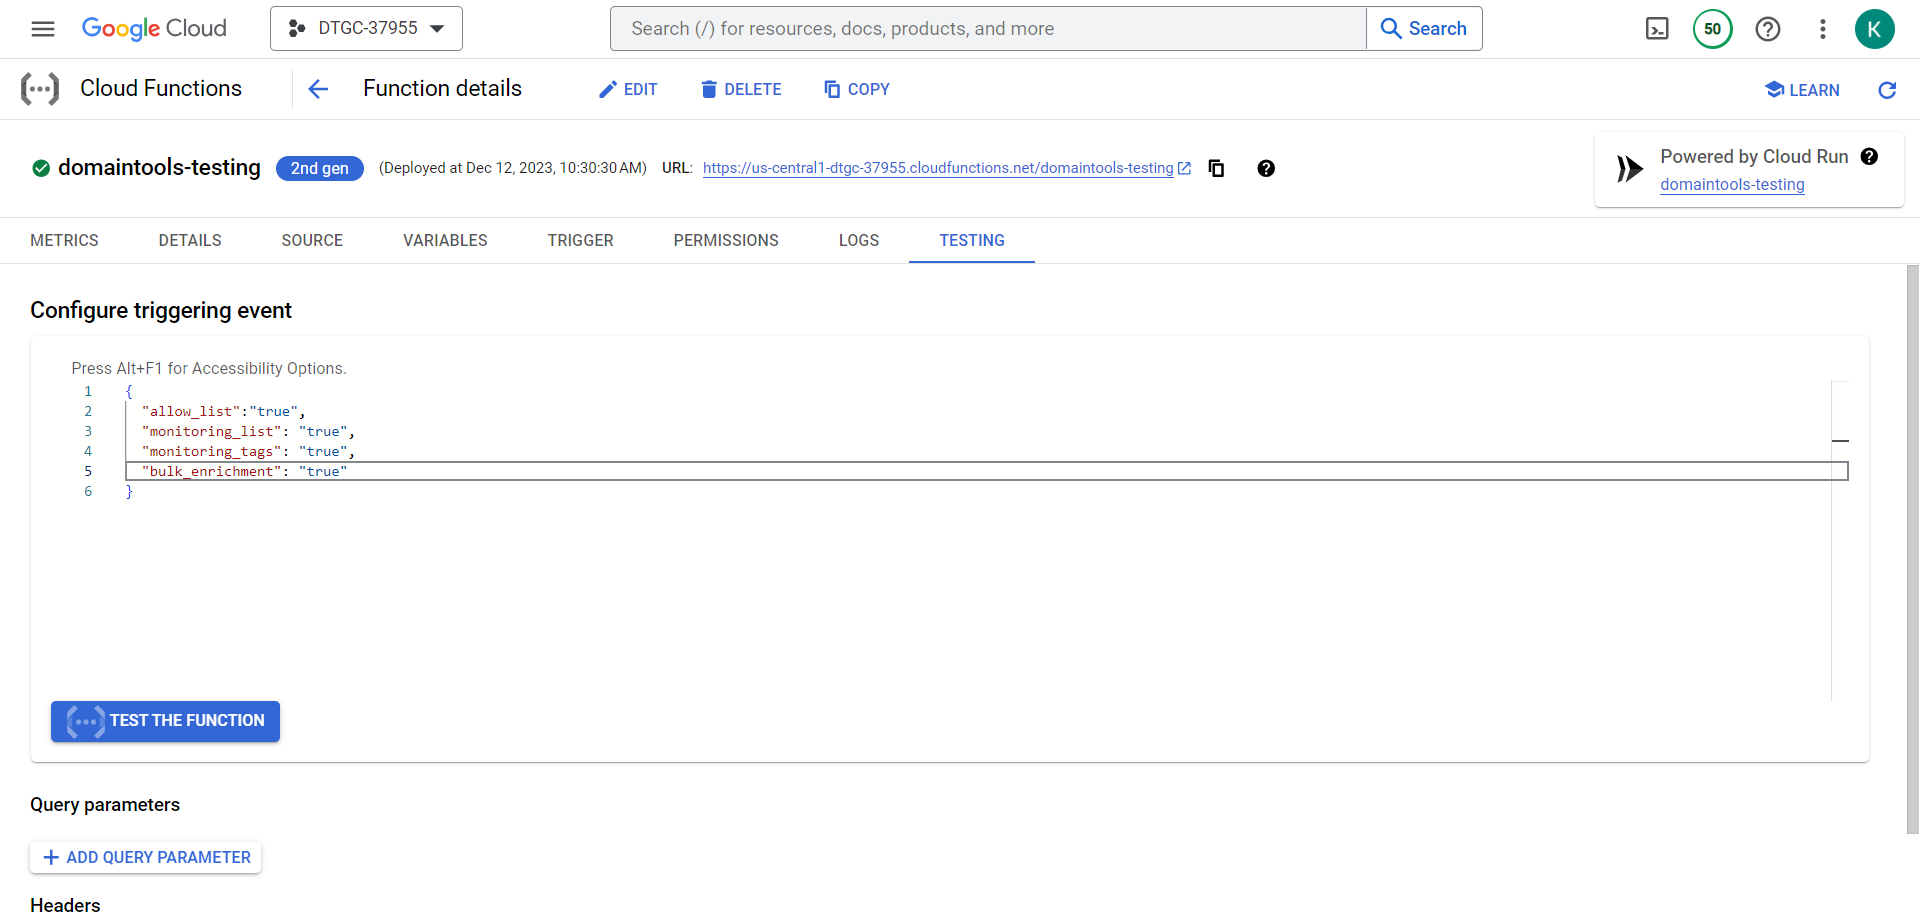 Google Cloud
DTGC-37955
Search (/) for resources, docs, products, and more
Search
50
K
Cloud Functions
Function details
EDIT
DELETE
COPY
LEARN
domaintools-testing
2nd gen
(Deployed at Dec 12, 2023, 10:30:30 AM)
URL:
https://us-central1-dtgc-37955.cloudfunctions.net/domaintools-testing
Powered by Cloud Run
domaintools-testing
METRICS
DETAILS
SOURCE
VARIABLES
TRIGGER
PERMISSIONS
LOGS
TESTING
Configure triggering event
Press Alt+F1 for Accessibility Options.
1 {
2 "allow_list":"true",
3 "monitoring_list": "true",
4 "monitoring_tags": "true",
5 "bulk_enrichment": "true"
6 }
TEST THE FUNCTION
Query parameters
+ ADD QUERY PARAMETER
Headers